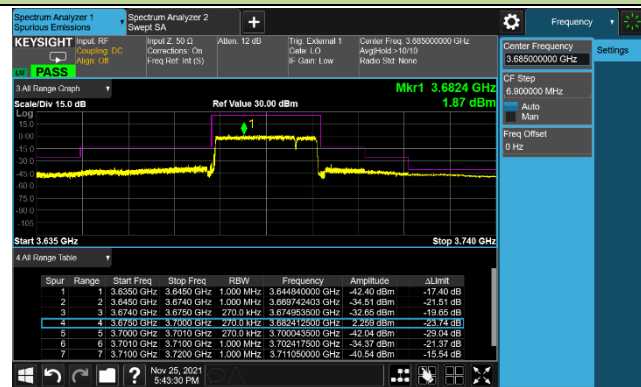 Spectrum Analyzer 1
Spurious Emissions
Spectrum Analyzer 2
Swept SA
Frequency
KEYSIGHT
Input: RF
Coupling: DC
Align: Off
Input Z: 50 Ω
Corrections: On
Freq Ref: Int (S)
Atten: 12 dB
Trig: External 1
Gate: LO
IF Gain: Low
Center Freq: 3.685000000 GHz
Avg|Hold:>10/10
Radio Std: None
PASS
Center Frequency
3.685000000 GHz
Settings
CF Step
6.900000 MHz
Auto
Man
Freq Offset
0 Hz
3 All Range Graph
Mkr1 3.6824 GHz
Scale/Div 15.0 dB
Ref Value 30.00 dBm
1.87 dBm
Log
15.0
0.00
-15.0
-30.0
-45.0
-60.0
-75.0
-90.0
-105
1
Start 3.635 GHz
Stop 3.740 GHz
4 All Range Table
Spur Range Start Freq Stop Freq RBW Frequency Amplitude ΔLimit
1 1 3.6350 GHz 3.6450 GHz 1.000 MHz 3.644840000 GHz -42.40 dBm -17.40 dB
2 2 3.6450 GHz 3.6740 GHz 1.000 MHz 3.669742403 GHz -34.51 dBm -21.51 dB
3 3 3.6740 GHz 3.6750 GHz 270.0 kHz 3.674953500 GHz -32.65 dBm -19.65 dB
4 4 3.6750 GHz 3.7000 GHz 270.0 kHz 3.682412500 GHz 2.259 dBm -23.74 dB
5 5 3.7000 GHz 3.7010 GHz 270.0 kHz 3.700043500 GHz -42.04 dBm -29.04 dB
6 6 3.7010 GHz 3.7100 GHz 1.000 MHz 3.702417500 GHz -34.37 dBm -21.37 dB
7 7 3.7100 GHz 3.7200 GHz 1.000 MHz 3.711050000 GHz -40.54 dBm -15.54 dB
Nov 25, 2021
5:43:30 PM